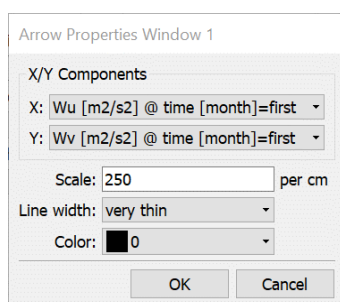 Arrow Properties Window 1
X/Y Components
X: Wu [m2/s2] @ time [month]=first
Y: Wv [m2/s2] @ time [month]=first
Scale: 250 per cm
Line width: very thin
Color: 0
OK Cancel